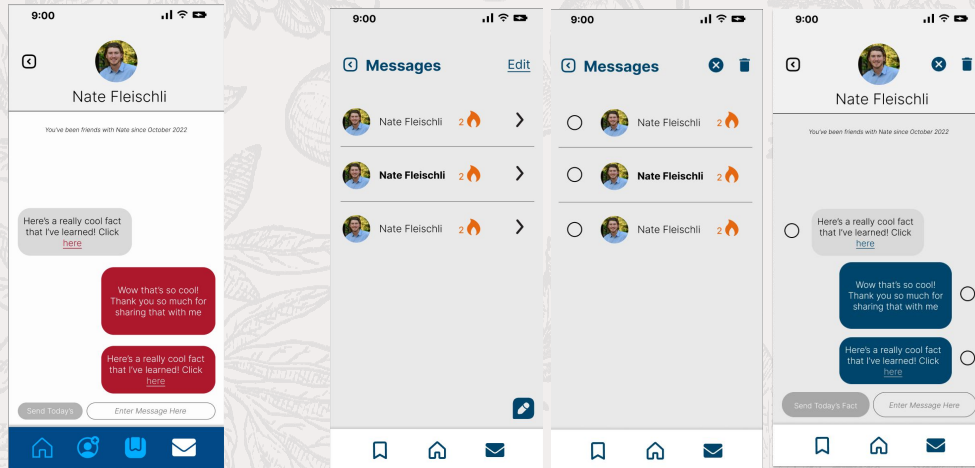 9:00
Nate Fleischli
You've been friends with Nate since October 2022
Here's a really cool fact
that I've learned! Click
here
Wow that's so cool!
Thank you so much for
sharing that with me
Here's a really cool fact
that I've learned! Click
here
Send Today's
Enter Message Here
9:00
Messages
Edit
Nate Fleischli 2
Nate Fleischli 2
Nate Fleischli 2
9:00
Messages
Nate Fleischli 2
Nate Fleischli 2
Nate Fleischli 2
9:00
Nate Fleischli
You've been friends with Nate since October 2022
Here's a really cool fact
that I've learned! Click
here
Wow that's so cool!
Thank you so much for
sharing that with me
Here's a really cool fact
that I've learned! Click
here
Send Today's Fact
Enter Message Here